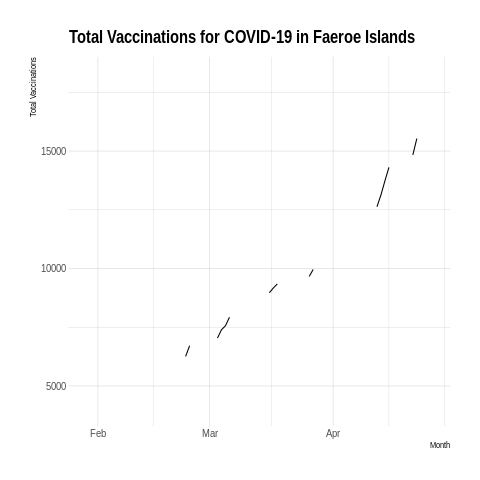 Total Vaccinations for COVID-19 in Faeroe Islands
Total Vaccinations
15000
10000
5000
Feb
Mar
Apr
Month